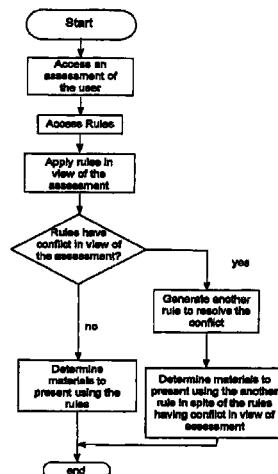 Start
Access an
assessment of
the user
Access Rules
Apply rules in
view of the
assessment
Rules have
conflict in view of
the assessment?
yes
Generate another
rule to resolve the
conflict
no
Determine
materials to
present using the
rules
Determine materials to
present using the another
rule in spite of the rules
having conflict in view of
assessment
end